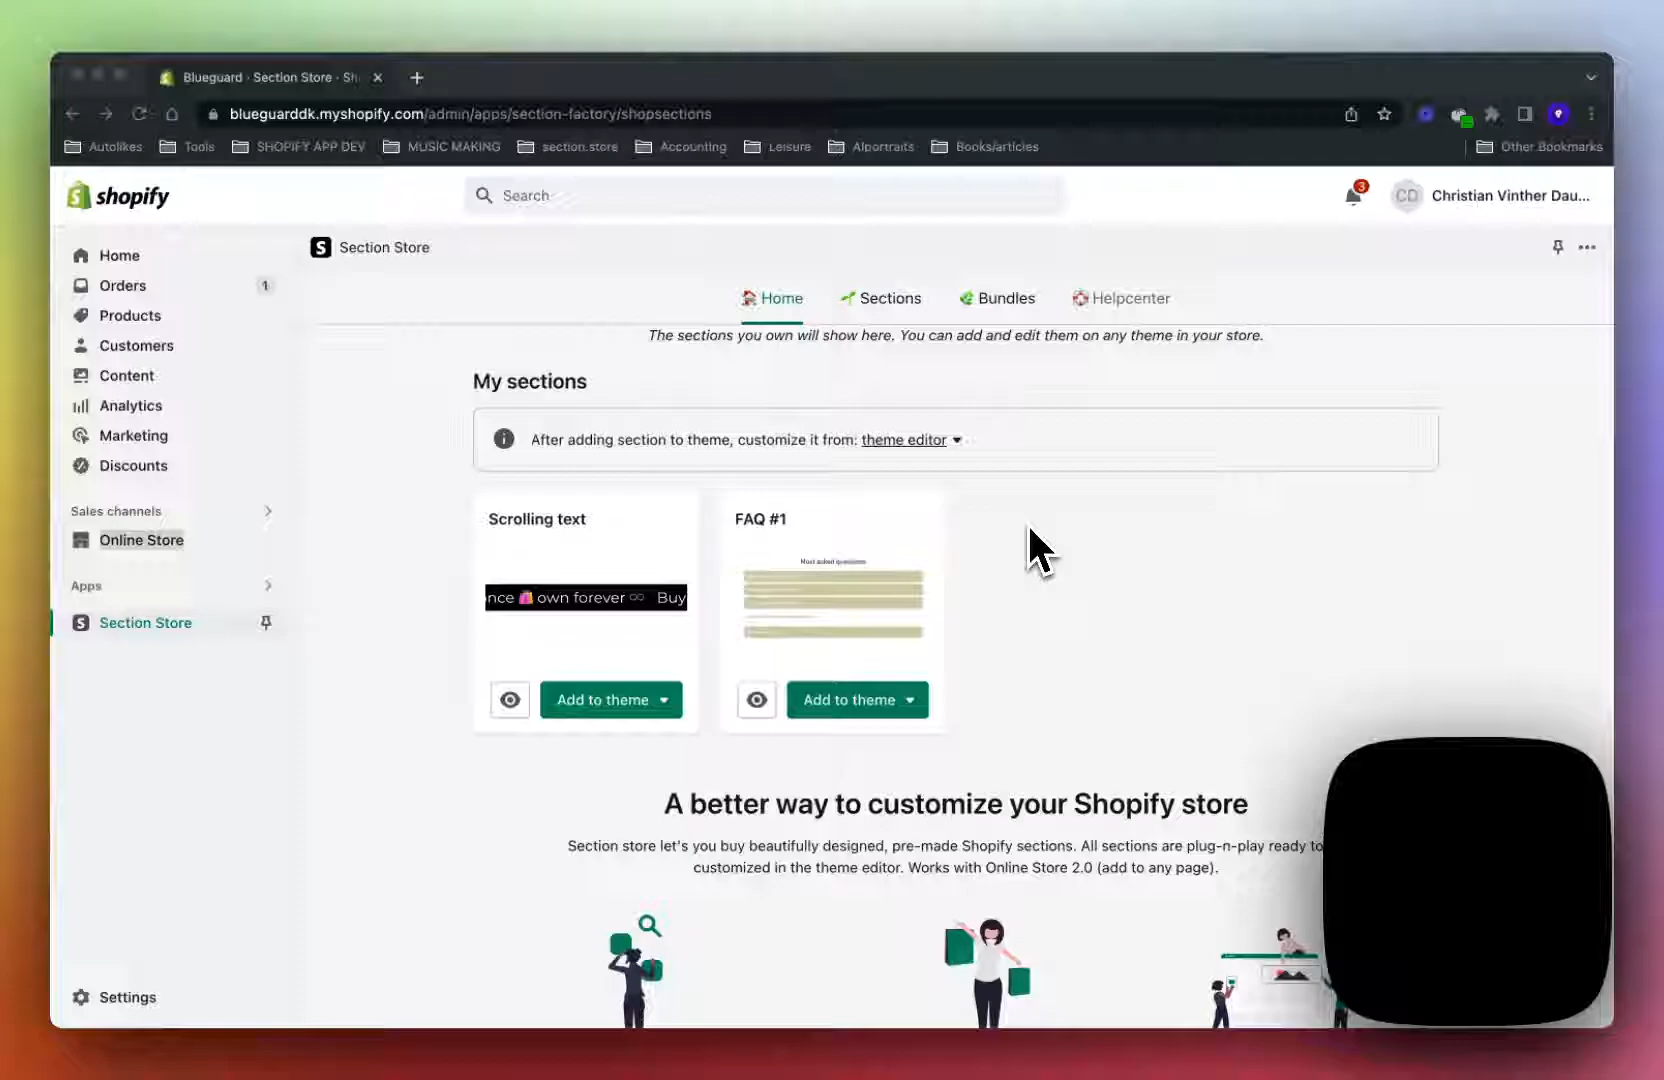 Blueguard · Section Store · Sh
blueguarddk.myshopify.com/admin/apps/section-factory/shopsections
Autolikes Tools SHOPIFY APP DEV MUSIC MAKING section.store Accounting Leisure AIportraits Books/articles Other Bookmarks
shopify
Search
3
CD
Christian Vinther Dau...
Home
Orders 1
Products
Customers
Content
Analytics
Marketing
Discounts
Sales channels
Online Store
Apps
Section Store
Settings
Section Store
Home Sections Bundles Helpcenter
The sections you own will show here. You can add and edit them on any theme in your store.
My sections
After adding section to theme, customize it from: theme editor
Scrolling text
nce 🛍️ own forever ♾️ Buy
Add to theme
FAQ #1
Most asked questions
Add to theme
A better way to customize your Shopify store
Section store let's you buy beautifully designed, pre-made Shopify sections. All sections are plug-n-play ready to
customized in the theme editor. Works with Online Store 2.0 (add to any page).